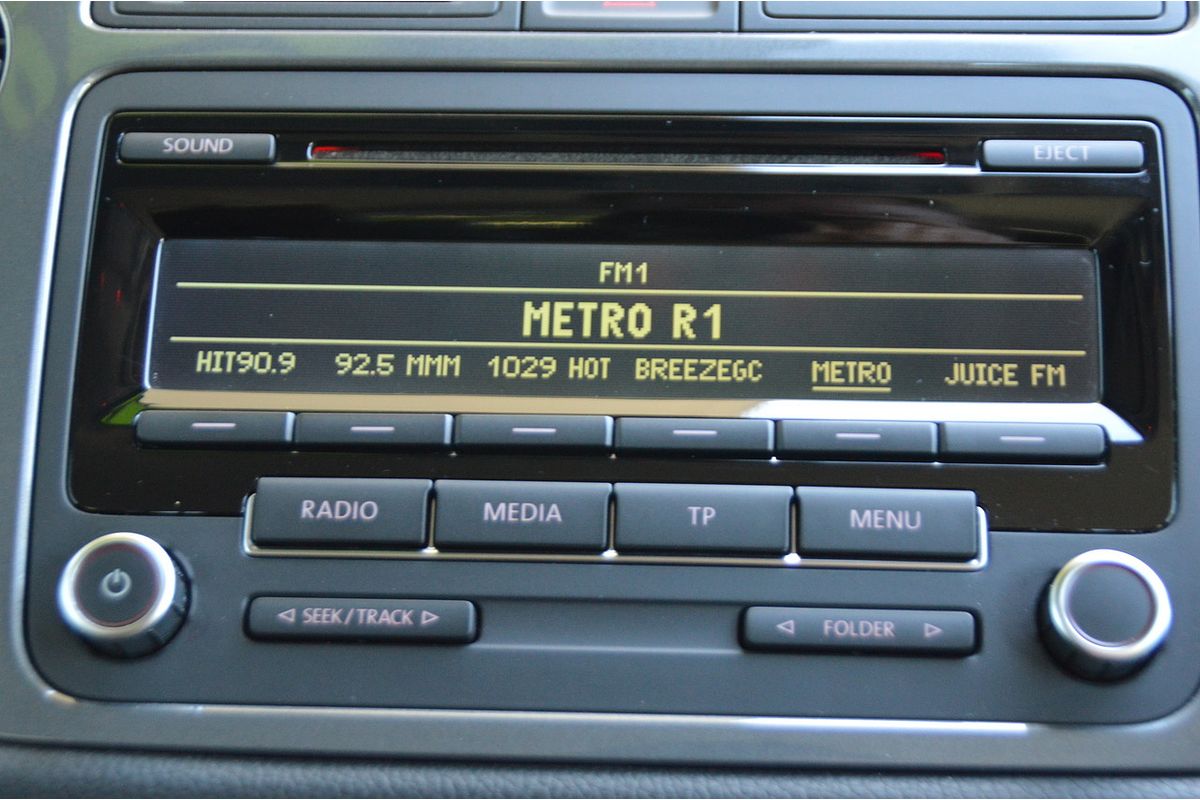 SOUND EJECT
FM1
METRO R1
HIT90.9 92.5 MMM 1029 HOT BREEZEGC METRO JUICE FM
RADIO MEDIA TP MENU
SEEK/TRACK FOLDER